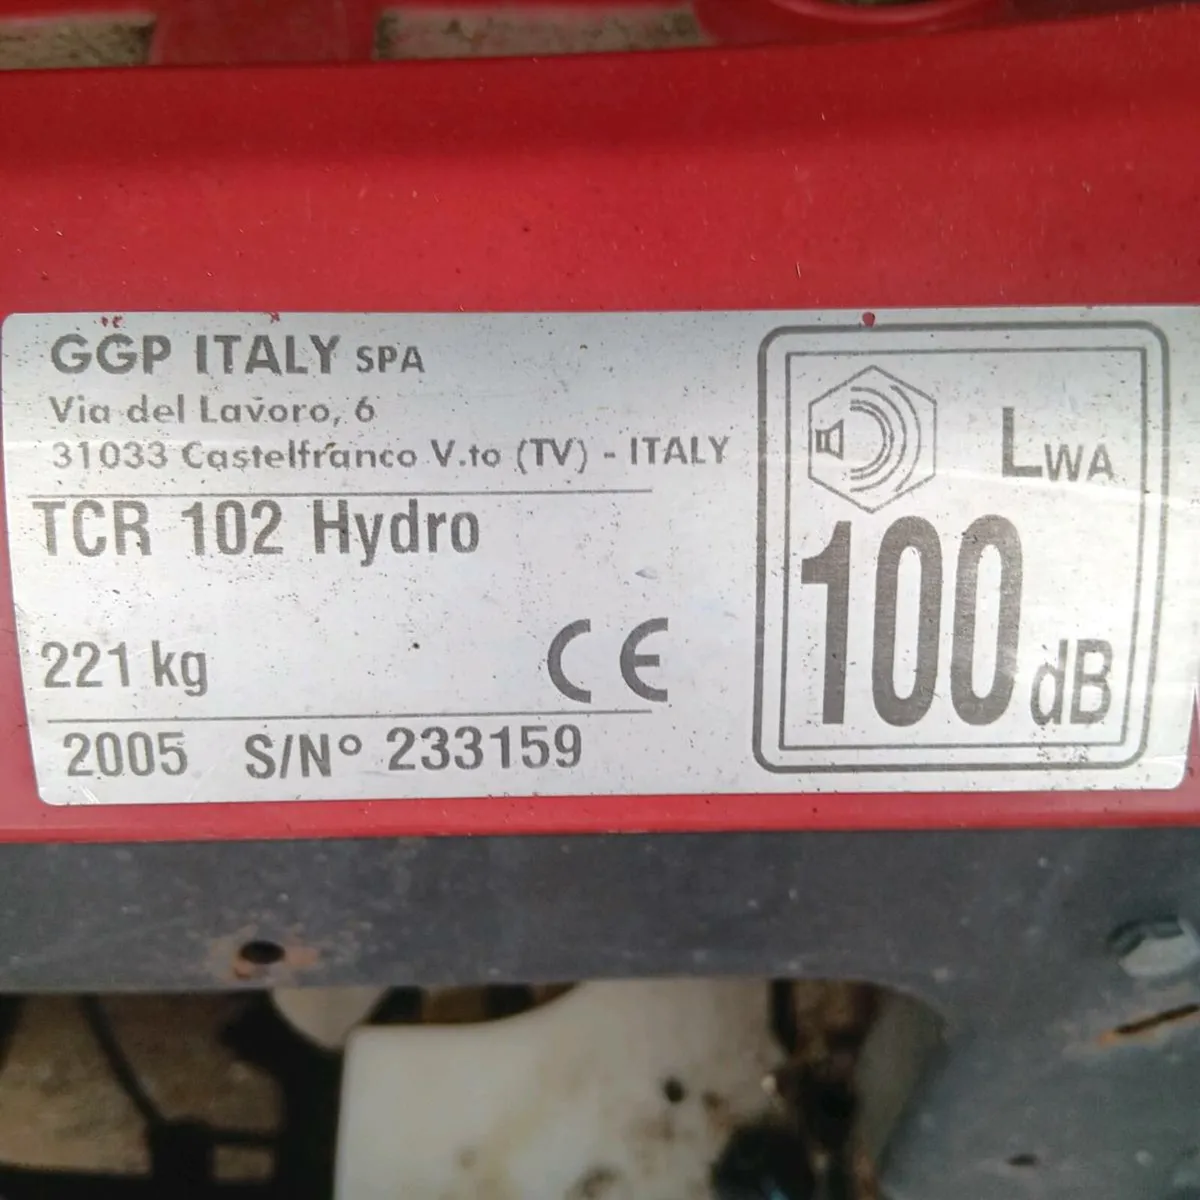 GGP ITALY SPA
Via del Lavoro, 6
31033 Castelfranco V.to (TV) - ITALY
TCR 102 Hydro
221 kg
CE
2005 S/N° 233159
LWA
100 dB